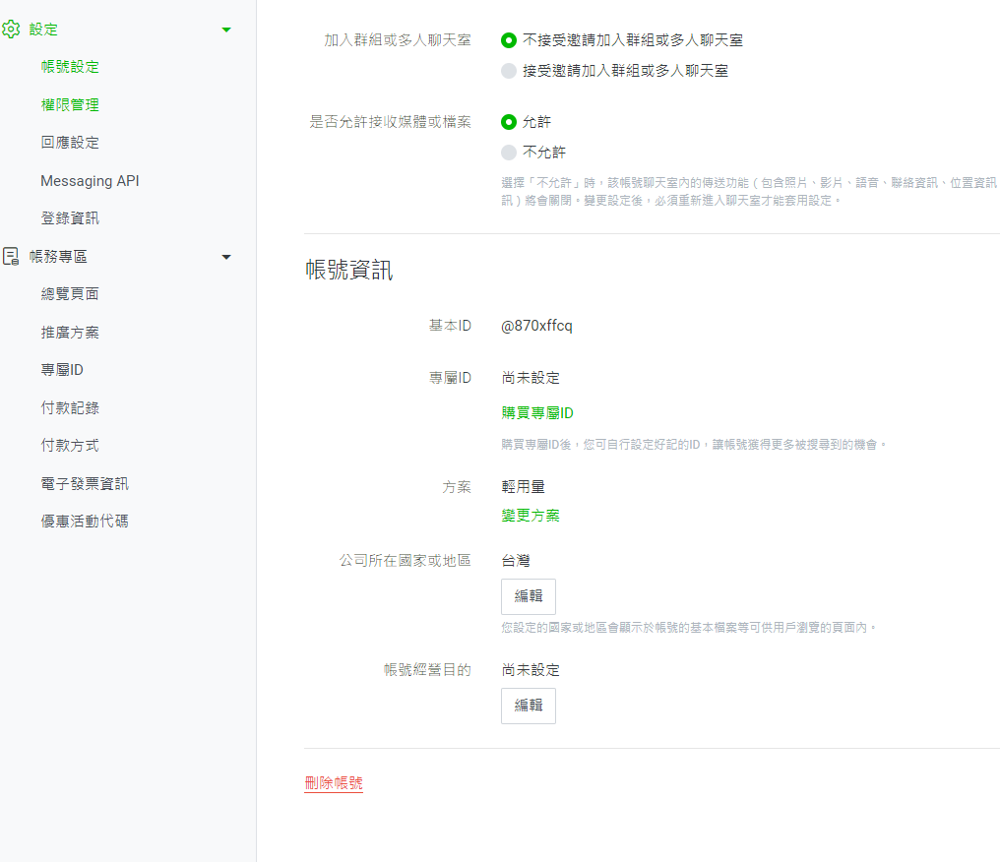 設定
帳號設定
權限管理
回應設定
Messaging API
登錄資訊
帳務專區
總覽頁面
推廣方案
專屬ID
付款記錄
付款方式
電子發票資訊
優惠活動代碼
加入群組或多人聊天室
不接受邀請加入群組或多人聊天室
接受邀請加入群組或多人聊天室
是否允許接收媒體或檔案
允許
不允許
選擇「不允許」時，該帳號聊天室內的傳送功能（包含照片、影片、語音、聯絡資訊、位置資訊
訊）將會關閉。變更設定後，必須重新進入聊天室才能套用設定。
帳號資訊
基本ID
@870xffcq
專屬ID
尚未設定
購買專屬ID
購買專屬ID後，您可自行設定好記的ID，讓帳號獲得更多被搜尋到的機會。
方案
輕用量
變更方案
公司所在國家或地區
台灣
編輯
您設定的國家或地區會顯示於帳號的基本檔案等可供用戶瀏覽的頁面內。
帳號經營目的
尚未設定
編輯
刪除帳號